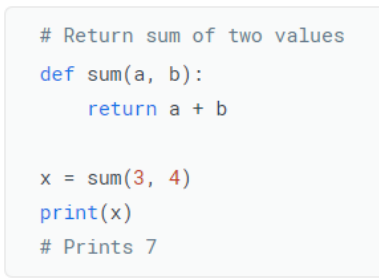 # Return sum of two values
def sum(a, b):
    return a + b

x = sum(3, 4)
print(x)
# Prints 7